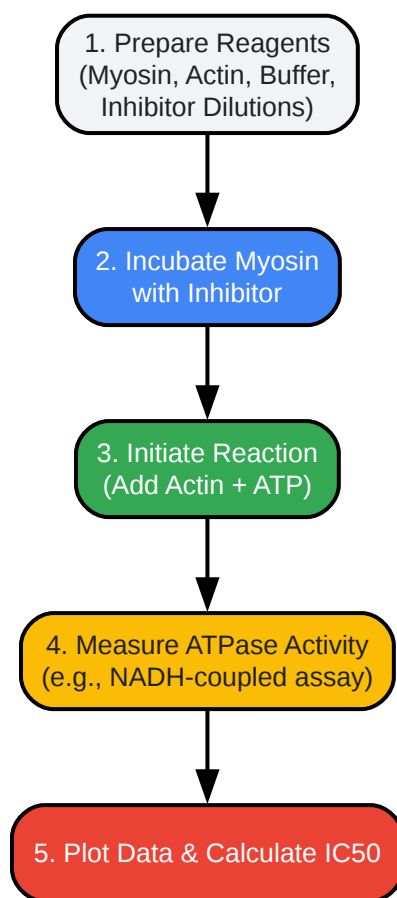 1. Prepare Reagents
(Myosin, Actin, Buffer,
Inhibitor Dilutions)
2. Incubate Myosin
with Inhibitor
3. Initiate Reaction
(Add Actin + ATP)
4. Measure ATPase Activity
(e.g., NADH-coupled assay)
5. Plot Data & Calculate IC50